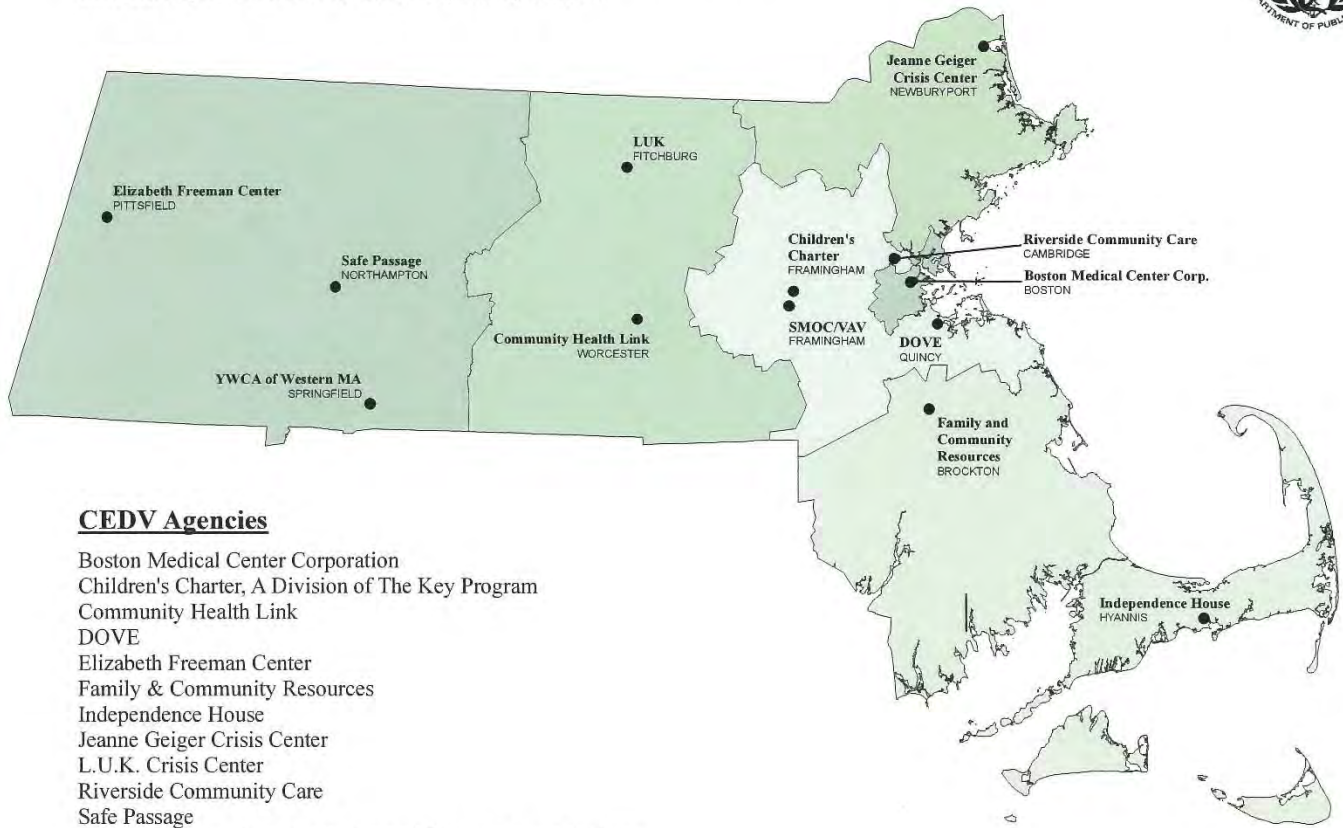 ARTMENT OF PUBLI
Jeanne Geiger
Crisis Center
NEWBURYPORT
LUK
FITCHBURG
Elizabeth Freeman Center
PITTSFIELD
Safe Passage
NORTHAMPTON
Children's
Charter
FRAMINGHAM
Riverside Community Care
CAMBRIDGE
Boston Medical Center Corp.
BOSTON
Community Health Link
WORCESTER
SMOC/VAV
FRAMINGHAM
DOVE
QUINCY
YWCA of Western MA
SPRINGFIELD
Family and
Community
Resources
BROCKTON
Independence House
HYANNIS
CEDV Agencies
Boston Medical Center Corporation
Children's Charter, A Division of The Key Program
Community Health Link
DOVE
Elizabeth Freeman Center
Family & Community Resources
Independence House
Jeanne Geiger Crisis Center
L.U.K. Crisis Center
Riverside Community Care
Safe Passage